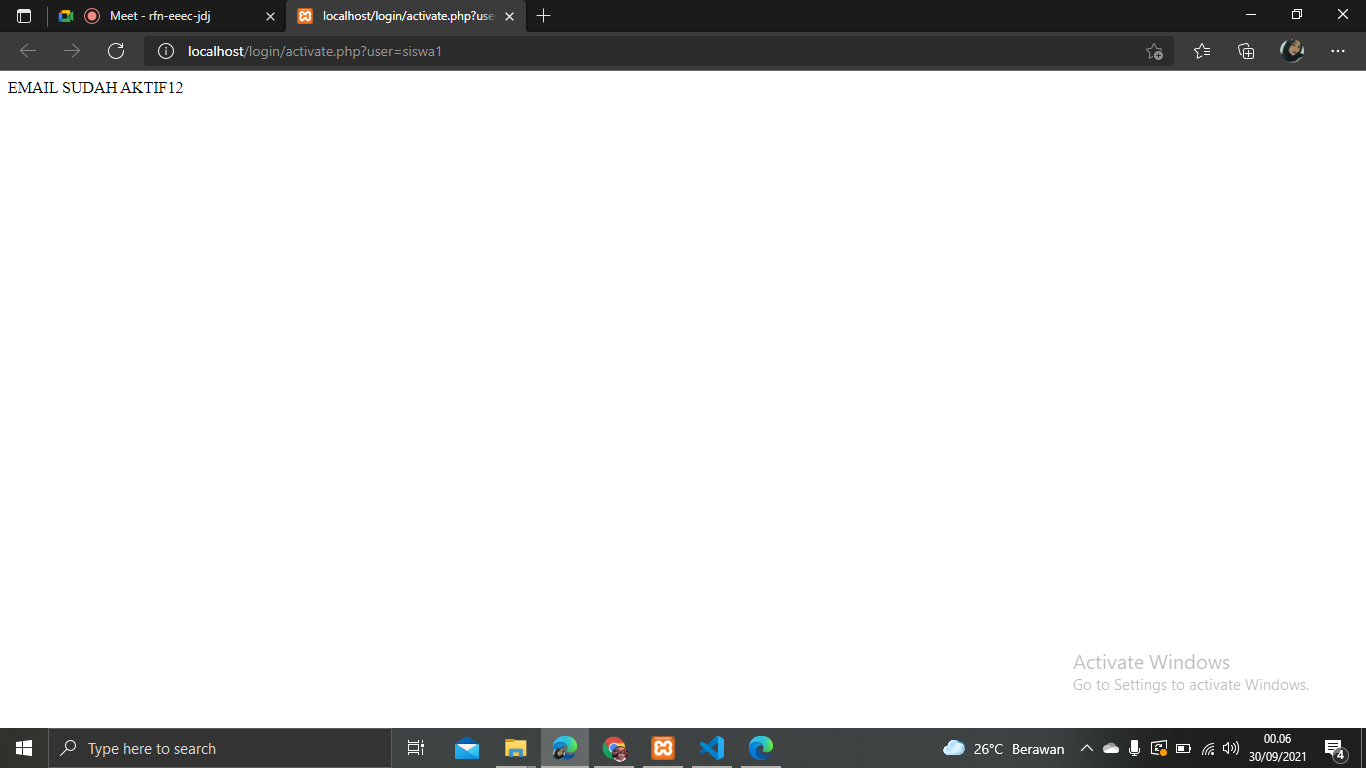 Meet - rfn-eeec-jdj
localhost/login/activate.php?use
localhost/login/activate.php?user=siswa1
EMAIL SUDAH AKTIF12
Activate Windows
Go to Settings to activate Windows.
Type here to search
26°C Berawan
00.06
30/09/2021
4